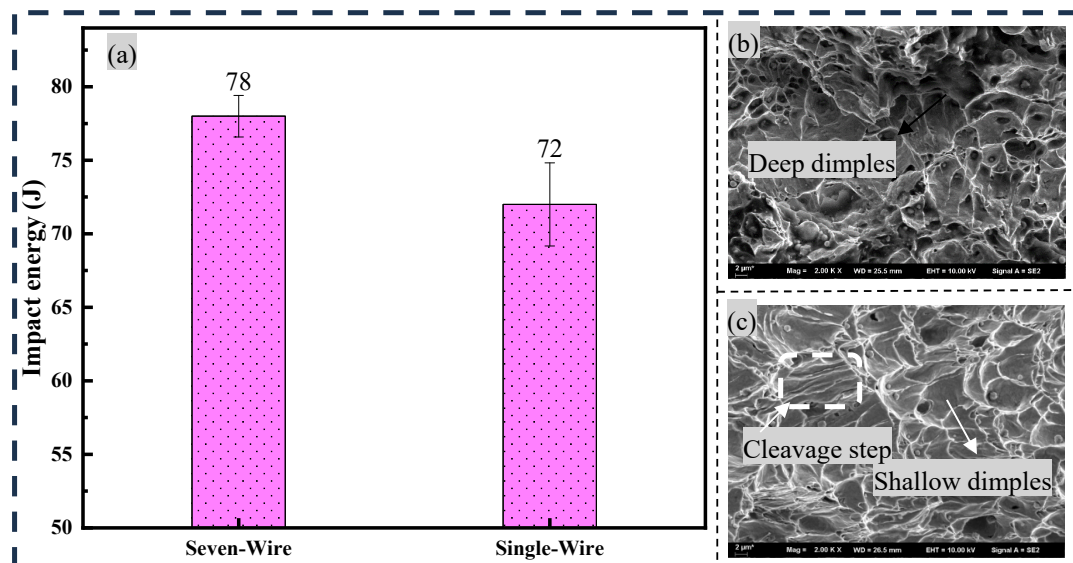 (a)
78
72
80
75
70
65
60
55
50
Impact energy (J)
Seven-Wire
Single-Wire
(b)
Deep dimples
2 µm*
Mag = 2.00 K X
WD = 25.5 mm
EHT = 10.00 kV
Signal A = SE2
(c)
Cleavage step
Shallow dimples
2 µm*
Mag = 2.00 K X
WD = 26.5 mm
EHT = 10.00 kV
Signal A = SE2